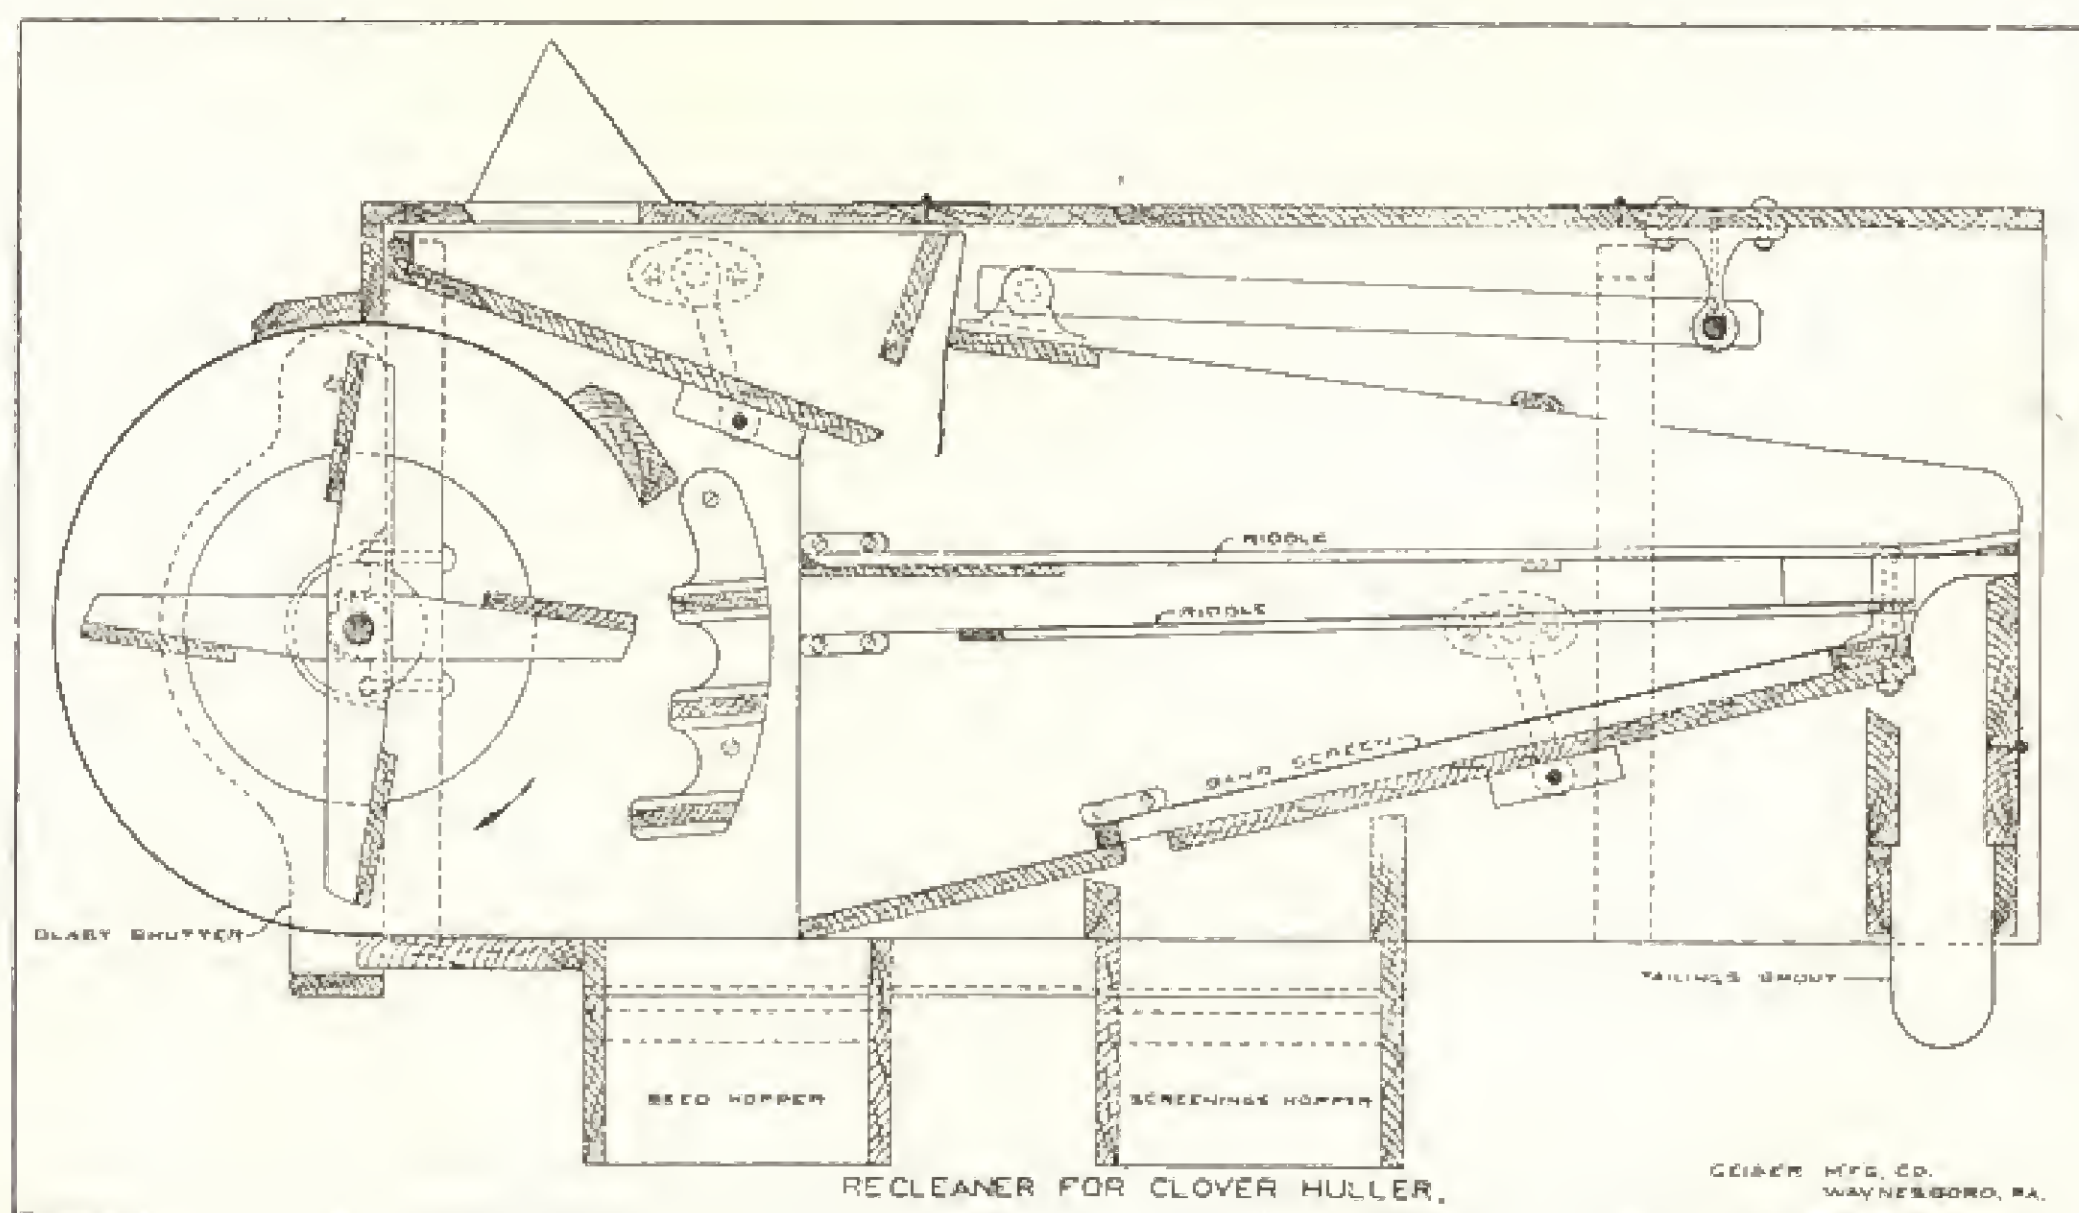 RIDDLE
RIDDLE
SAND SCREEN
BLAST SHUTTER
TAILINGS SPOUT
SEED HOPPER
SCREENINGS HOPPER
RECLEANER FOR CLOVER HULLER.
GEISER M'F'G. CO.
WAYNESBORO, PA.